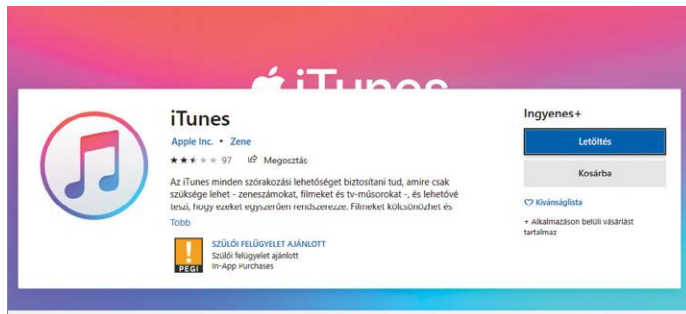 iTunes
iTunes
Apple Inc. • Zene
97 Megosztás
Az iTunes minden szórakozási lehetőséget biztosítani tud, amire csak
szüksége lehet - zeneszámokat, filmeket és tv-műsorokat -, és lehetővé
teszi, hogy ezeket egyszerűen rendszerezze. Filmeket kölcsönözhet és
Több
PEGI
SZÜLŐI FELÜGYELET AJÁNLOTT
Szülői felügyelet ajánlott
In-App Purchases
Ingyenes+
Letöltés
Kosárba
Kívánságlista
+ Alkalmazáson belüli vásárlást
tartalmaz